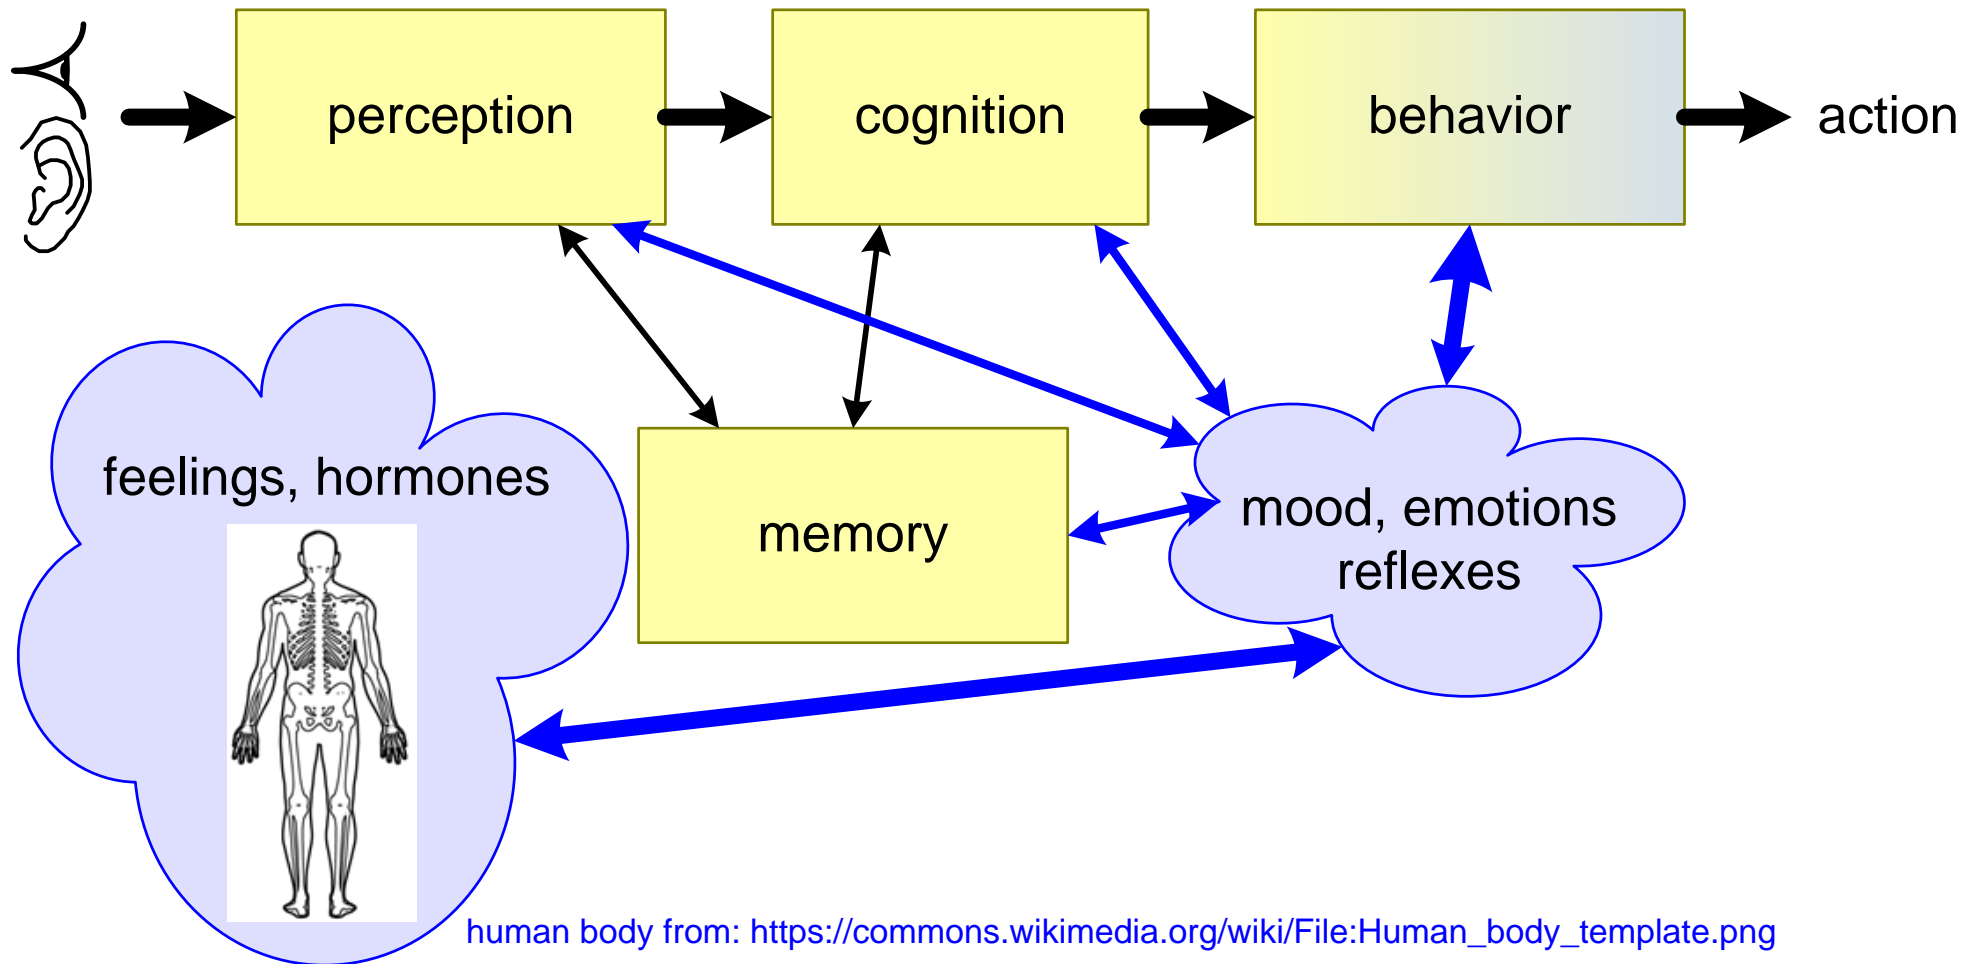 perception
cognition
behavior
action
feelings, hormones
memory
mood, emotions
reflexes
human body from: https://commons.wikimedia.org/wiki/File:Human_body_template.png